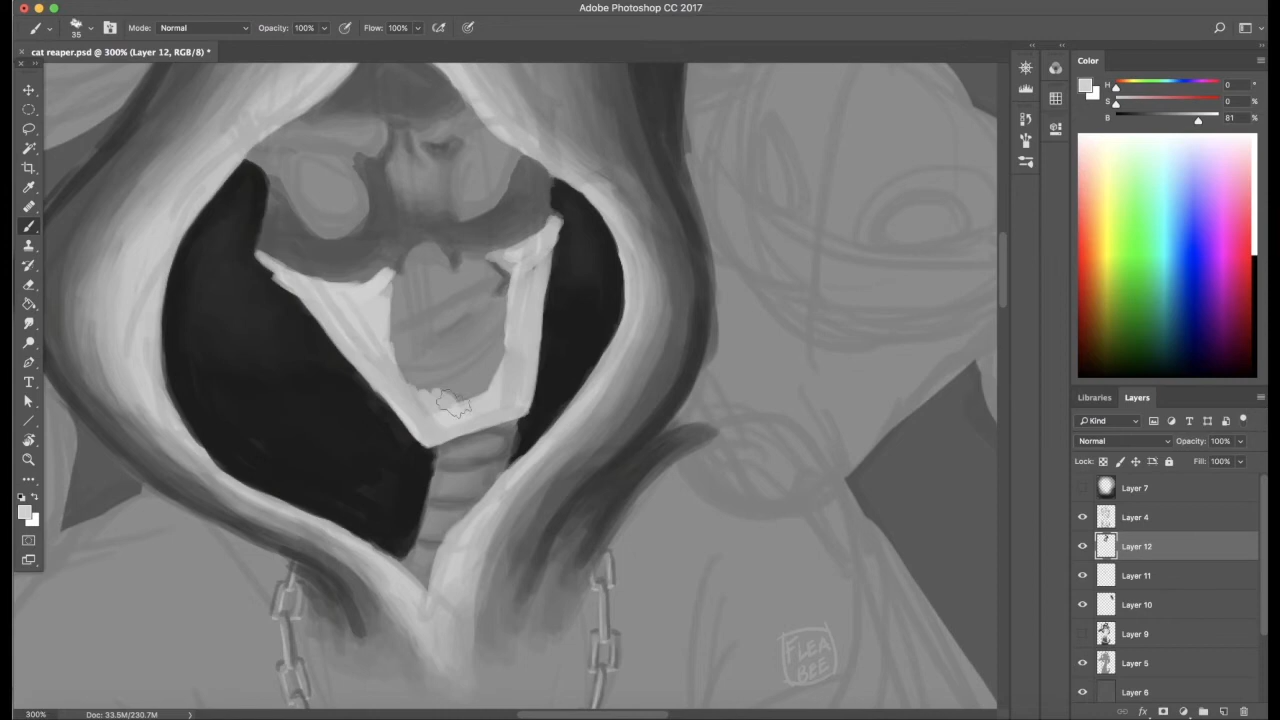 Adobe Photoshop CC 2017
35
Mode: Normal
Opacity: 100%
Flow: 100%
cat reaper.psd @ 300% (Layer 12, RGB/8) *
Color
H 0 °
S 0 %
B 81 %
Libraries Layers
Kind
Normal
Opacity: 100%
Lock:
Fill: 100%
Layer 7
Layer 4
Layer 12
Layer 11
Layer 10
Layer 9
Layer 5
Layer 6
FLEA
BEE
300%
Doc: 33.5M/230.7M